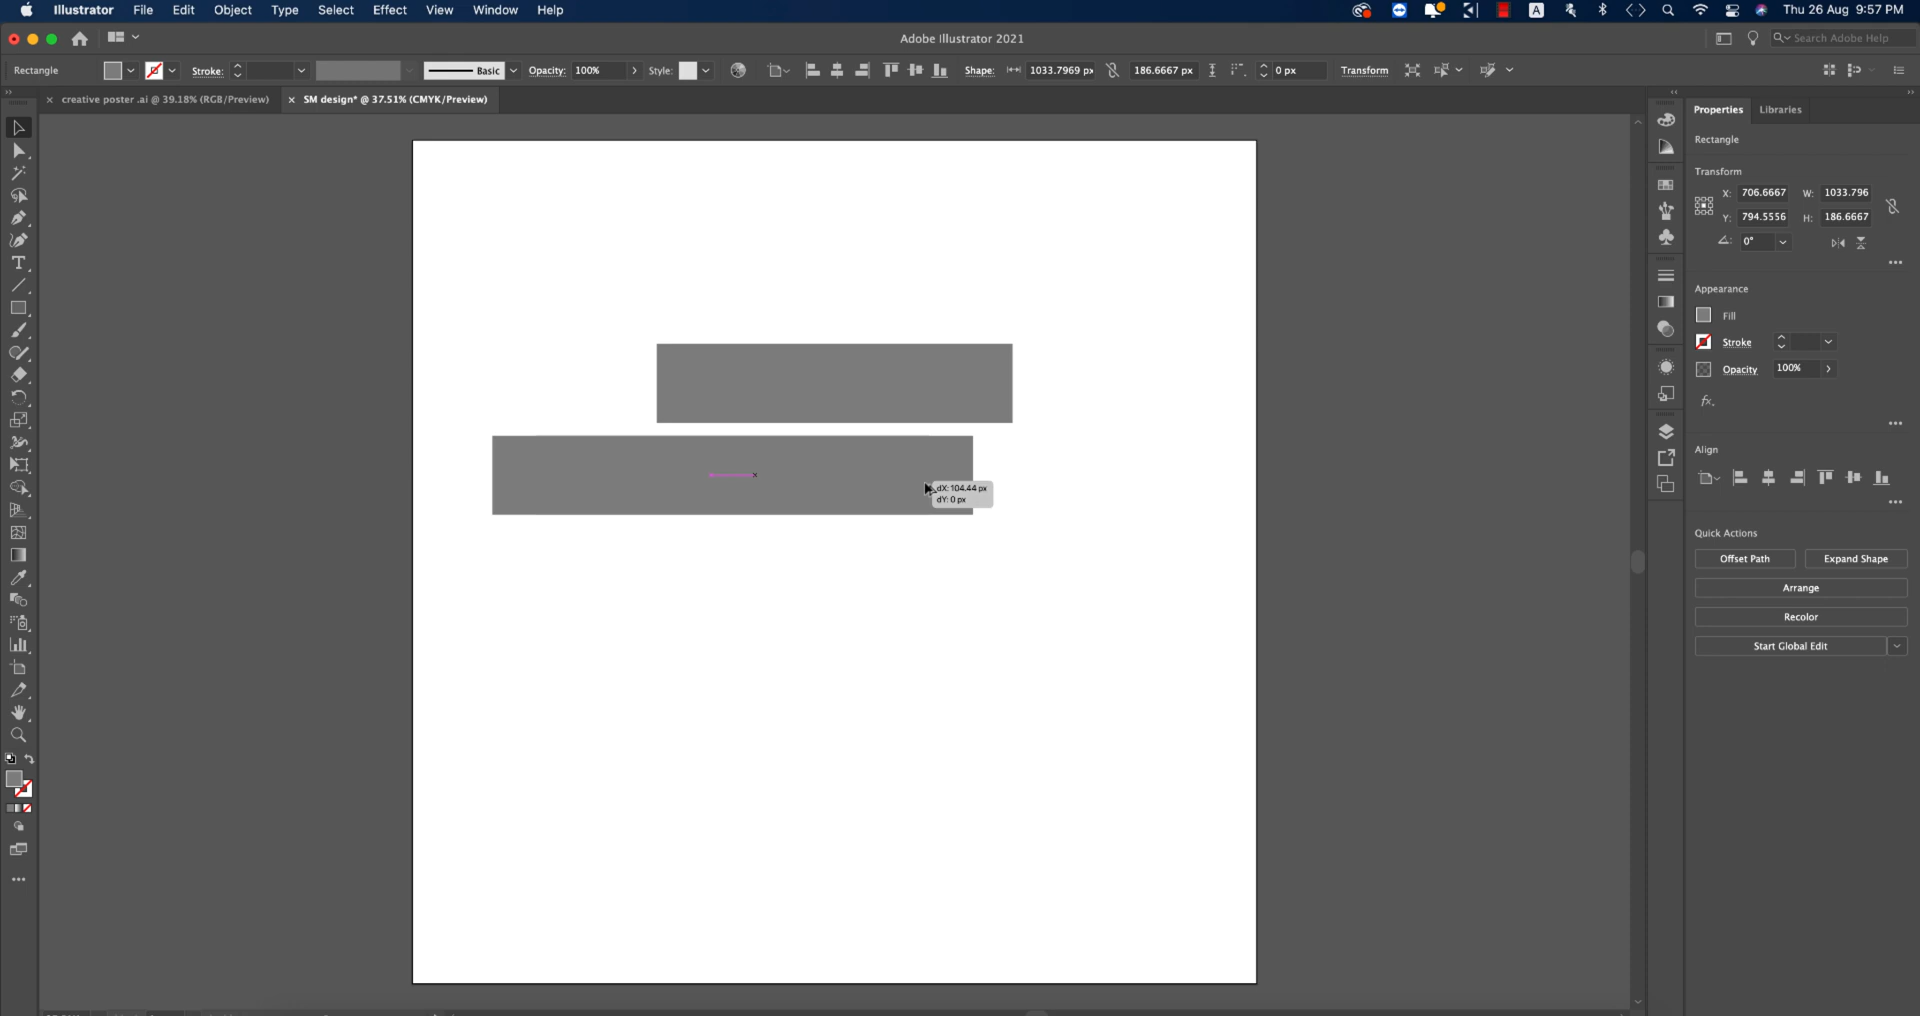 Illustrator File Edit Object Type Select Effect View Window Help
A Thu 26 Aug 9:57 PM
Adobe Illustrator 2021
Search Adobe Help
Rectangle Stroke: Basic Opacity: 100% Style: Shape: 1033.7969 px 186.6667 px 0 px Transform
× creative poster .ai @ 39.18% (RGB/Preview) × SM design* @ 37.51% (CMYK/Preview)
Properties Libraries
Rectangle
Transform
X: 706.6667 W: 1033.796
Y: 794.5556 H: 186.6667
0°
Appearance
Fill
Stroke
Opacity 100%
fx.
Align
Quick Actions
Offset Path Expand Shape
Arrange
Recolor
Start Global Edit
dX: 104.44 px
dY: 0 px